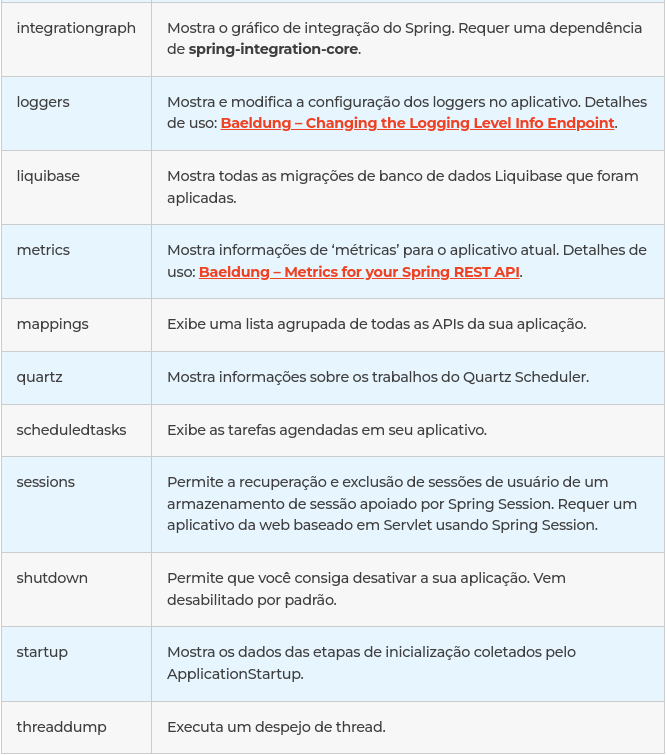 integrationgraph
Mostra o gráfico de integração do Spring. Requer uma dependência
de spring-integration-core.
loggers
Mostra e modifica a configuração dos loggers no aplicativo. Detalhes
de uso: Baeldung – Changing the Logging Level Info Endpoint.
liquibase
Mostra todas as migrações de banco de dados Liquibase que foram
aplicadas.
metrics
Mostra informações de ‘métricas’ para o aplicativo atual. Detalhes de
uso: Baeldung – Metrics for your Spring REST API.
mappings
Exibe uma lista agrupada de todas as APIs da sua aplicação.
quartz
Mostra informações sobre os trabalhos do Quartz Scheduler.
scheduledtasks
Exibe as tarefas agendadas em seu aplicativo.
sessions
Permite a recuperação e exclusão de sessões de usuário de um
armazenamento de sessão apoiado por Spring Session. Requer um
aplicativo da web baseado em Servlet usando Spring Session.
shutdown
Permite que você consiga desativar a sua aplicação. Vem
desabilitado por padrão.
startup
Mostra os dados das etapas de inicialização coletados pelo
ApplicationStartup.
threaddump
Executa um despejo de thread.